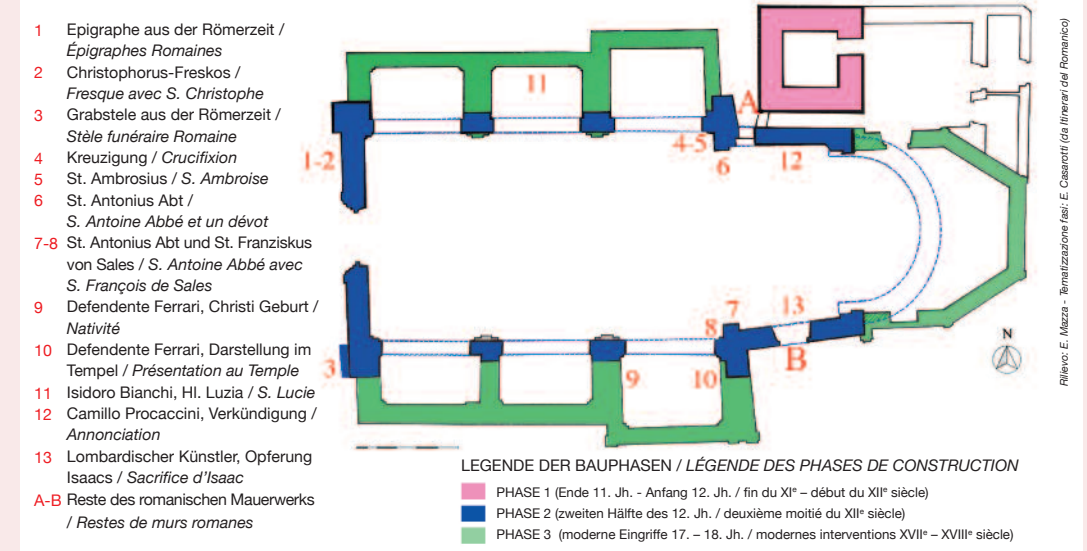 1 Epigraphe aus der Römerzeit /
Épigraphes Romaines
2 Christophorus-Freskos /
Fresque avec S. Christophe
3 Grabstele aus der Römerzeit /
Stèle funéraire Romaine
4 Kreuzigung / Crucifixion
5 St. Ambrosius / S. Ambroise
6 St. Antonius Abt /
S. Antoine Abbé et un dévot
7-8 St. Antonius Abt und St. Franziskus
von Sales / S. Antoine Abbé avec
S. François de Sales
9 Defendente Ferrari, Christi Geburt /
Nativité
10 Defendente Ferrari, Darstellung im
Tempel / Présentation au Temple
11 Isidoro Bianchi, Hl. Luzia / S. Lucie
12 Camillo Procaccini, Verkündigung /
Annonciation
13 Lombardischer Künstler, Opferung
Isaacs / Sacrifice d'Isaac
A-B Reste des romanischen Mauerwerks
/ Restes de murs romanes
11
A
1-2
4-5
6
12
7
13
8
B
3
9
10
N
LEGENDE DER BAUPHASEN / LÉGENDE DES PHASES DE CONSTRUCTION
PHASE 1 (Ende 11. Jh. - Anfang 12. Jh. / fin du XIe – début du XIIe siècle)
PHASE 2 (zweiten Hälfte des 12. Jh. / deuxième moitié du XIIe siècle)
PHASE 3 (moderne Eingriffe 17. – 18. Jh. / modernes interventions XVIIe – XVIIIe siècle)
Rilievo: E. Mazza - Tematizzazione fasi: E. Casarotti (da Itinerari del Romanico)